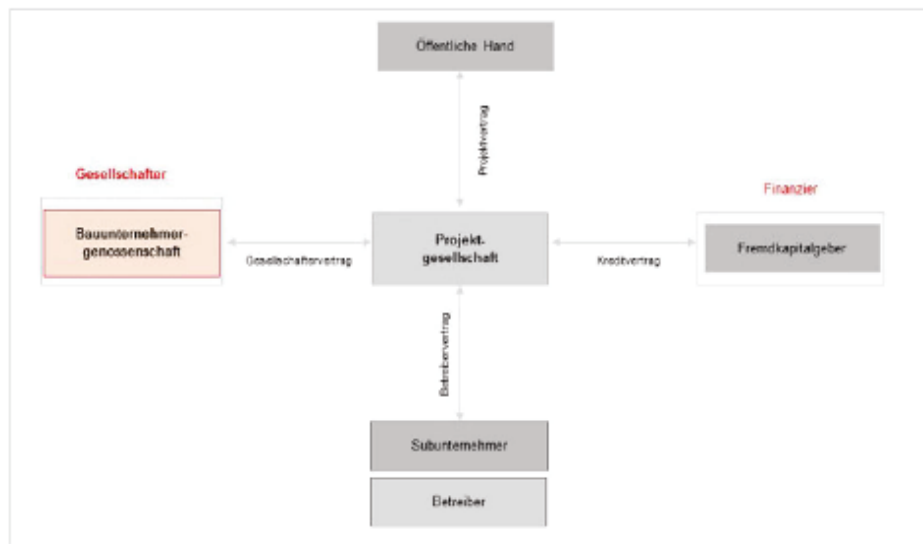 Öffentliche Hand
Projektvertrag
Gesellschafter
Finanzier
Bauunternehmer-
genossenschaft
Gesellschaftervertrag
Projekt-
gesellschaft
Kreditvertrag
Fremdkapitalgeber
Betreibervertrag
Subunternehmer
Betreiber